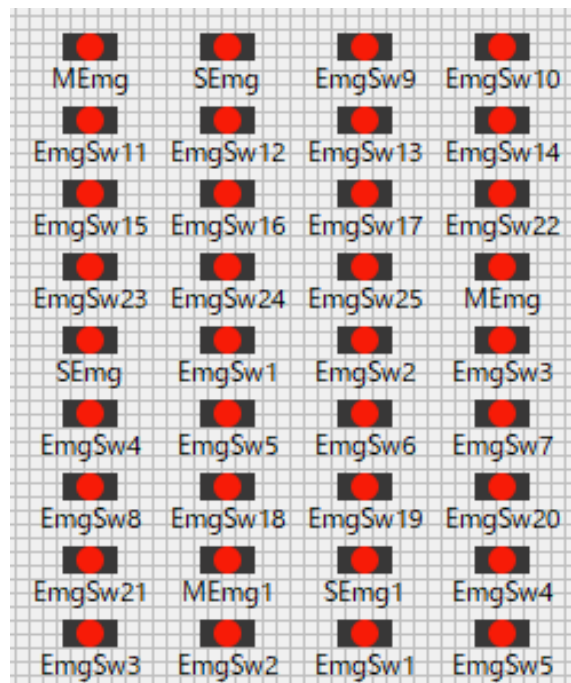 MEmg SEmg EmgSw9 EmgSw10
EmgSw11 EmgSw12 EmgSw13 EmgSw14
EmgSw15 EmgSw16 EmgSw17 EmgSw22
EmgSw23 EmgSw24 EmgSw25 MEmg
SEmg EmgSw1 EmgSw2 EmgSw3
EmgSw4 EmgSw5 EmgSw6 EmgSw7
EmgSw8 EmgSw18 EmgSw19 EmgSw20
EmgSw21 MEmg1 SEmg1 EmgSw4
EmgSw3 EmgSw2 EmgSw1 EmgSw5